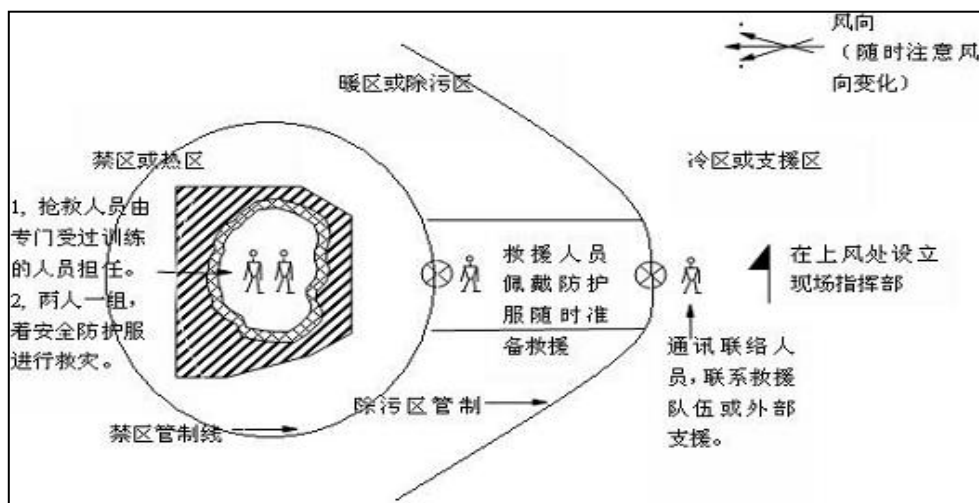 风向
（随时注意风
向变化）
暖区或除污区
禁区或热区
冷区或支援区
1, 抢救人员由
专门受过训练
的人员担任。
2, 两人一组，
着安全防护服
进行救灾。
救援人员
佩戴防护
服随时准
备救援
在上风处设立
现场指挥部
通讯联络人
员，联系救援
队伍或外部
支援。
除污区管制
禁区管制线